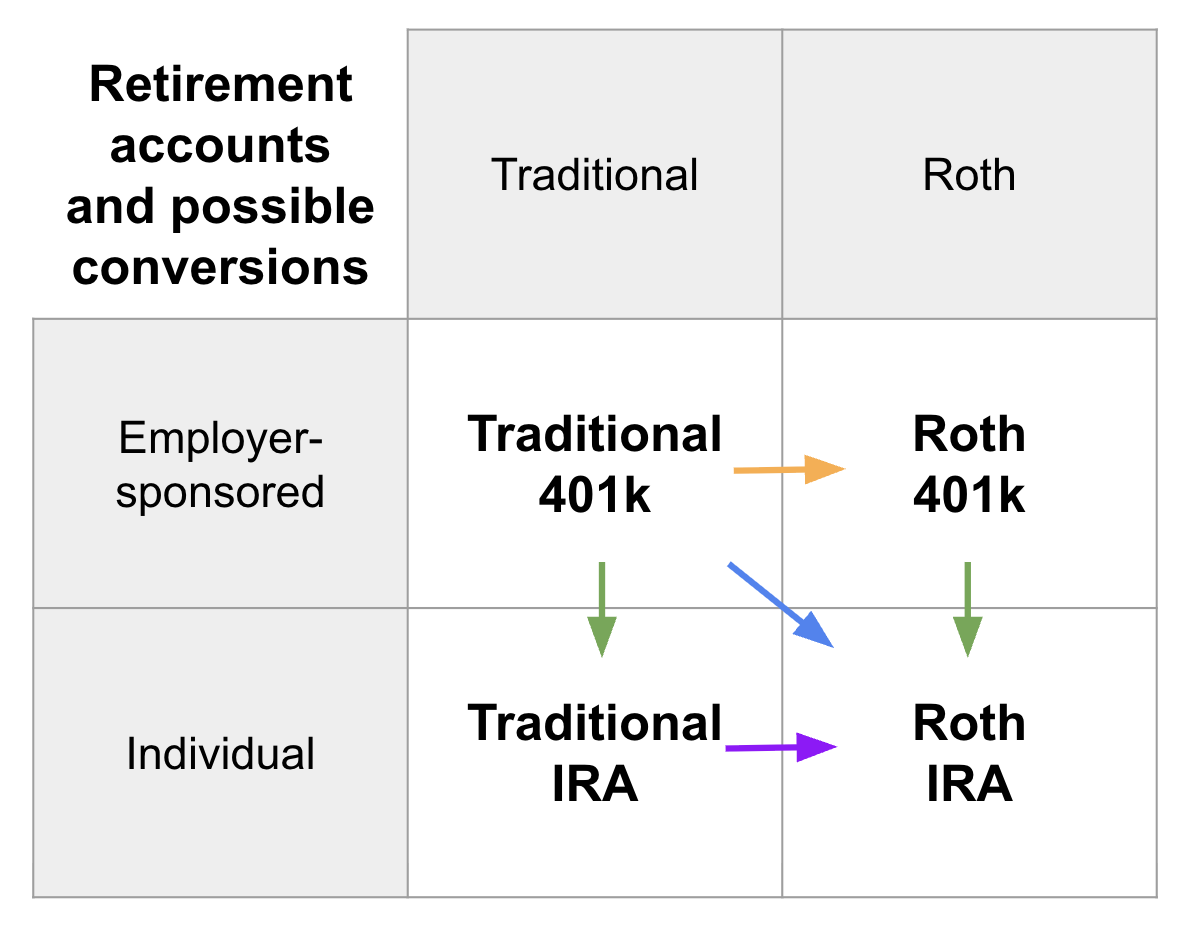 Retirement
accounts
and possible
conversions
Traditional
Roth
Employer-
sponsored
Traditional
401k
Roth
401k
Individual
Traditional
IRA
Roth
IRA